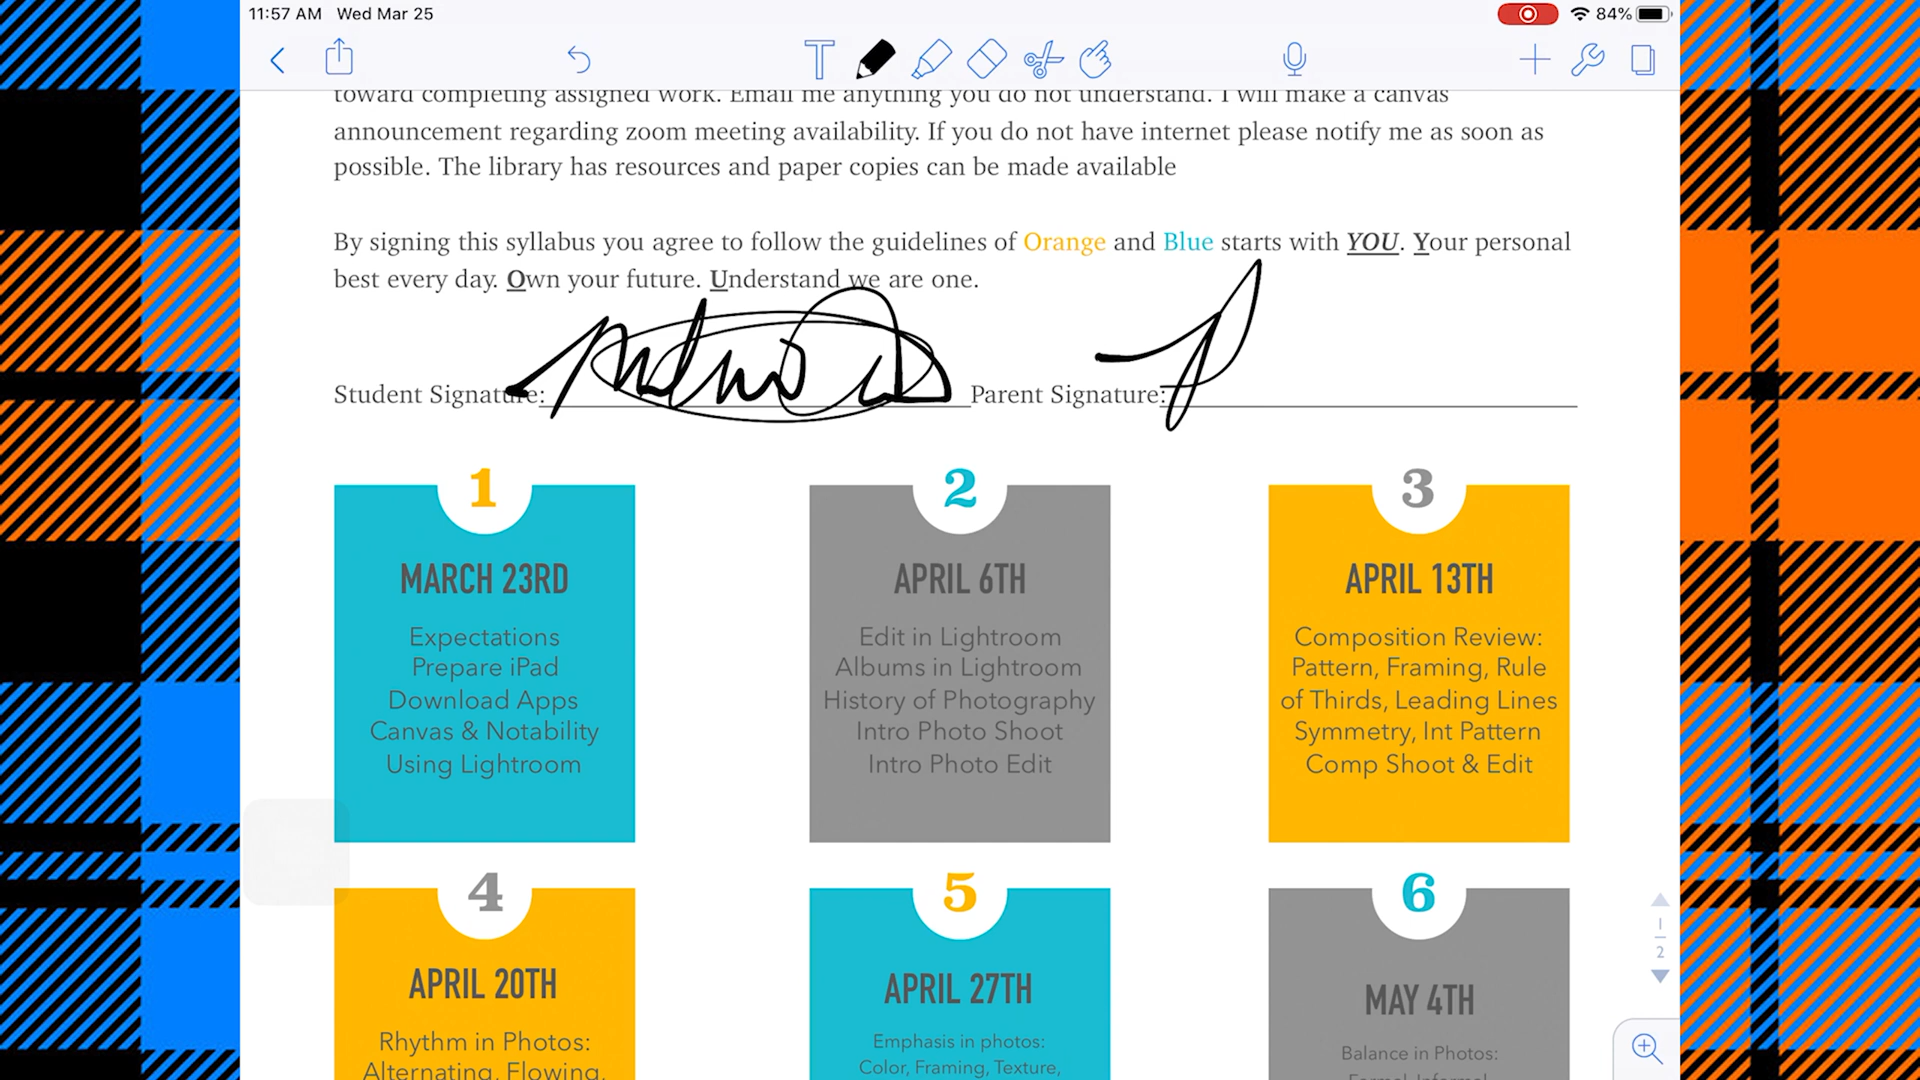 11:57 AM Wed Mar 25
84%
toward completing assigned work. Email me anything you do not understand. I will make a canvas
announcement regarding zoom meeting availability. If you do not have internet please notify me as soon as
possible. The library has resources and paper copies can be made available
By signing this syllabus you agree to follow the guidelines of Orange and Blue starts with YOU. Your personal
best every day. Own your future. Understand we are one.
Student Signature: Parent Signature:
1
MARCH 23RD
Expectations
Prepare iPad
Download Apps
Canvas & Notability
Using Lightroom
2
APRIL 6TH
Edit in Lightroom
Albums in Lightroom
History of Photography
Intro Photo Shoot
Intro Photo Edit
3
APRIL 13TH
Composition Review:
Pattern, Framing, Rule
of Thirds, Leading Lines
Symmetry, Int Pattern
Comp Shoot & Edit
4
APRIL 20TH
Rhythm in Photos:
Alternating, Flowing,
5
APRIL 27TH
Emphasis in photos:
Color, Framing, Texture,
6
MAY 4TH
Balance in Photos:
Formal, Informal
1
2